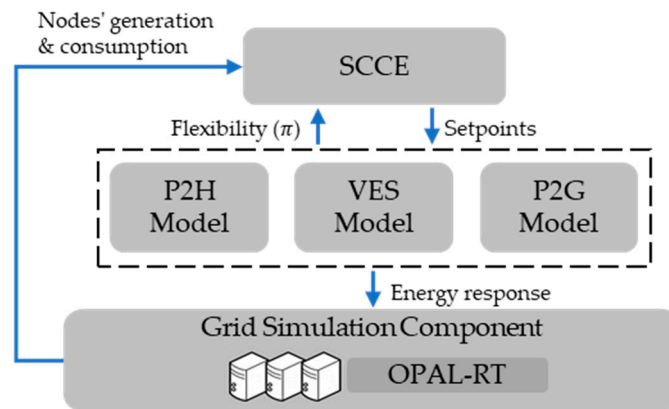 Nodes' generation
& consumption
SCCE
Flexibility (π)
Setpoints
P2H
Model
VES
Model
P2G
Model
Energy response
Grid Simulation Component
OPAL-RT